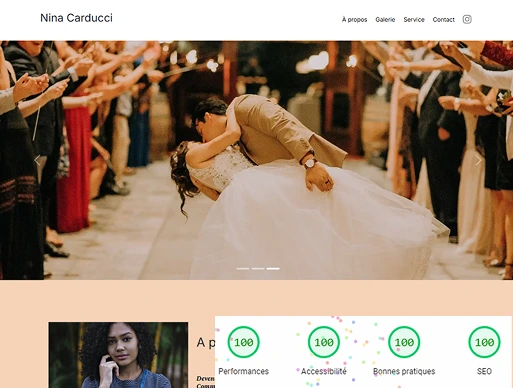 Nina Carducci
À propos Galerie Service Contact
A p
Deven
Comm
100 100 100 100
Performances Accessibilité Bonnes pratiques SEO